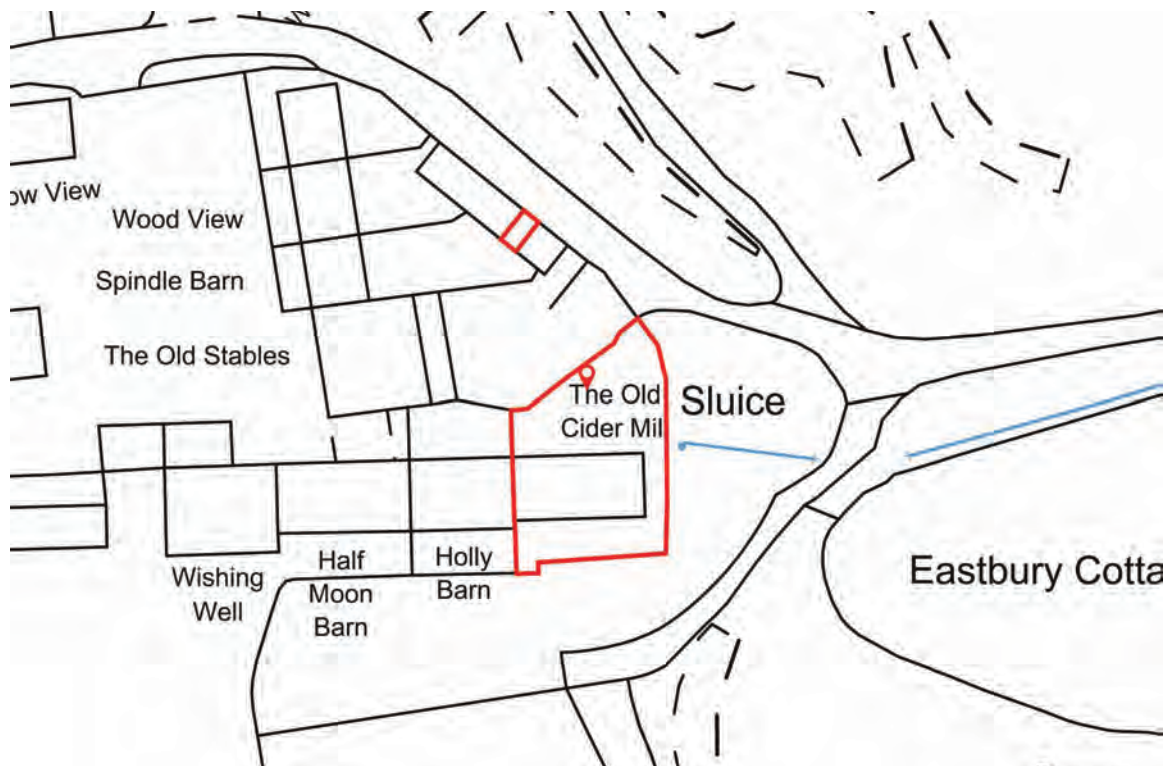 ow View
Wood View
Spindle Barn
The Old Stables
The Old
Cider Mil
Sluice
Wishing
Well
Half
Moon
Barn
Holly
Barn
Eastbury Cotta